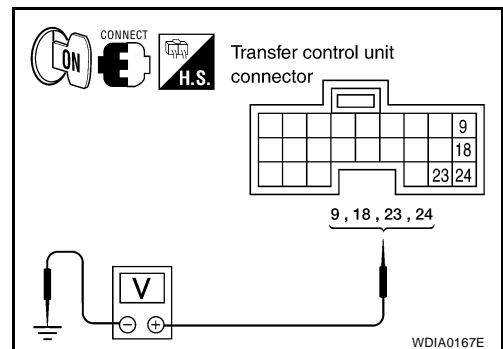 CONNECT
ON
H.S.
Transfer control unit
connector
9
18
23 24
9 , 18 , 23 , 24
V
− +
WDIA0167E